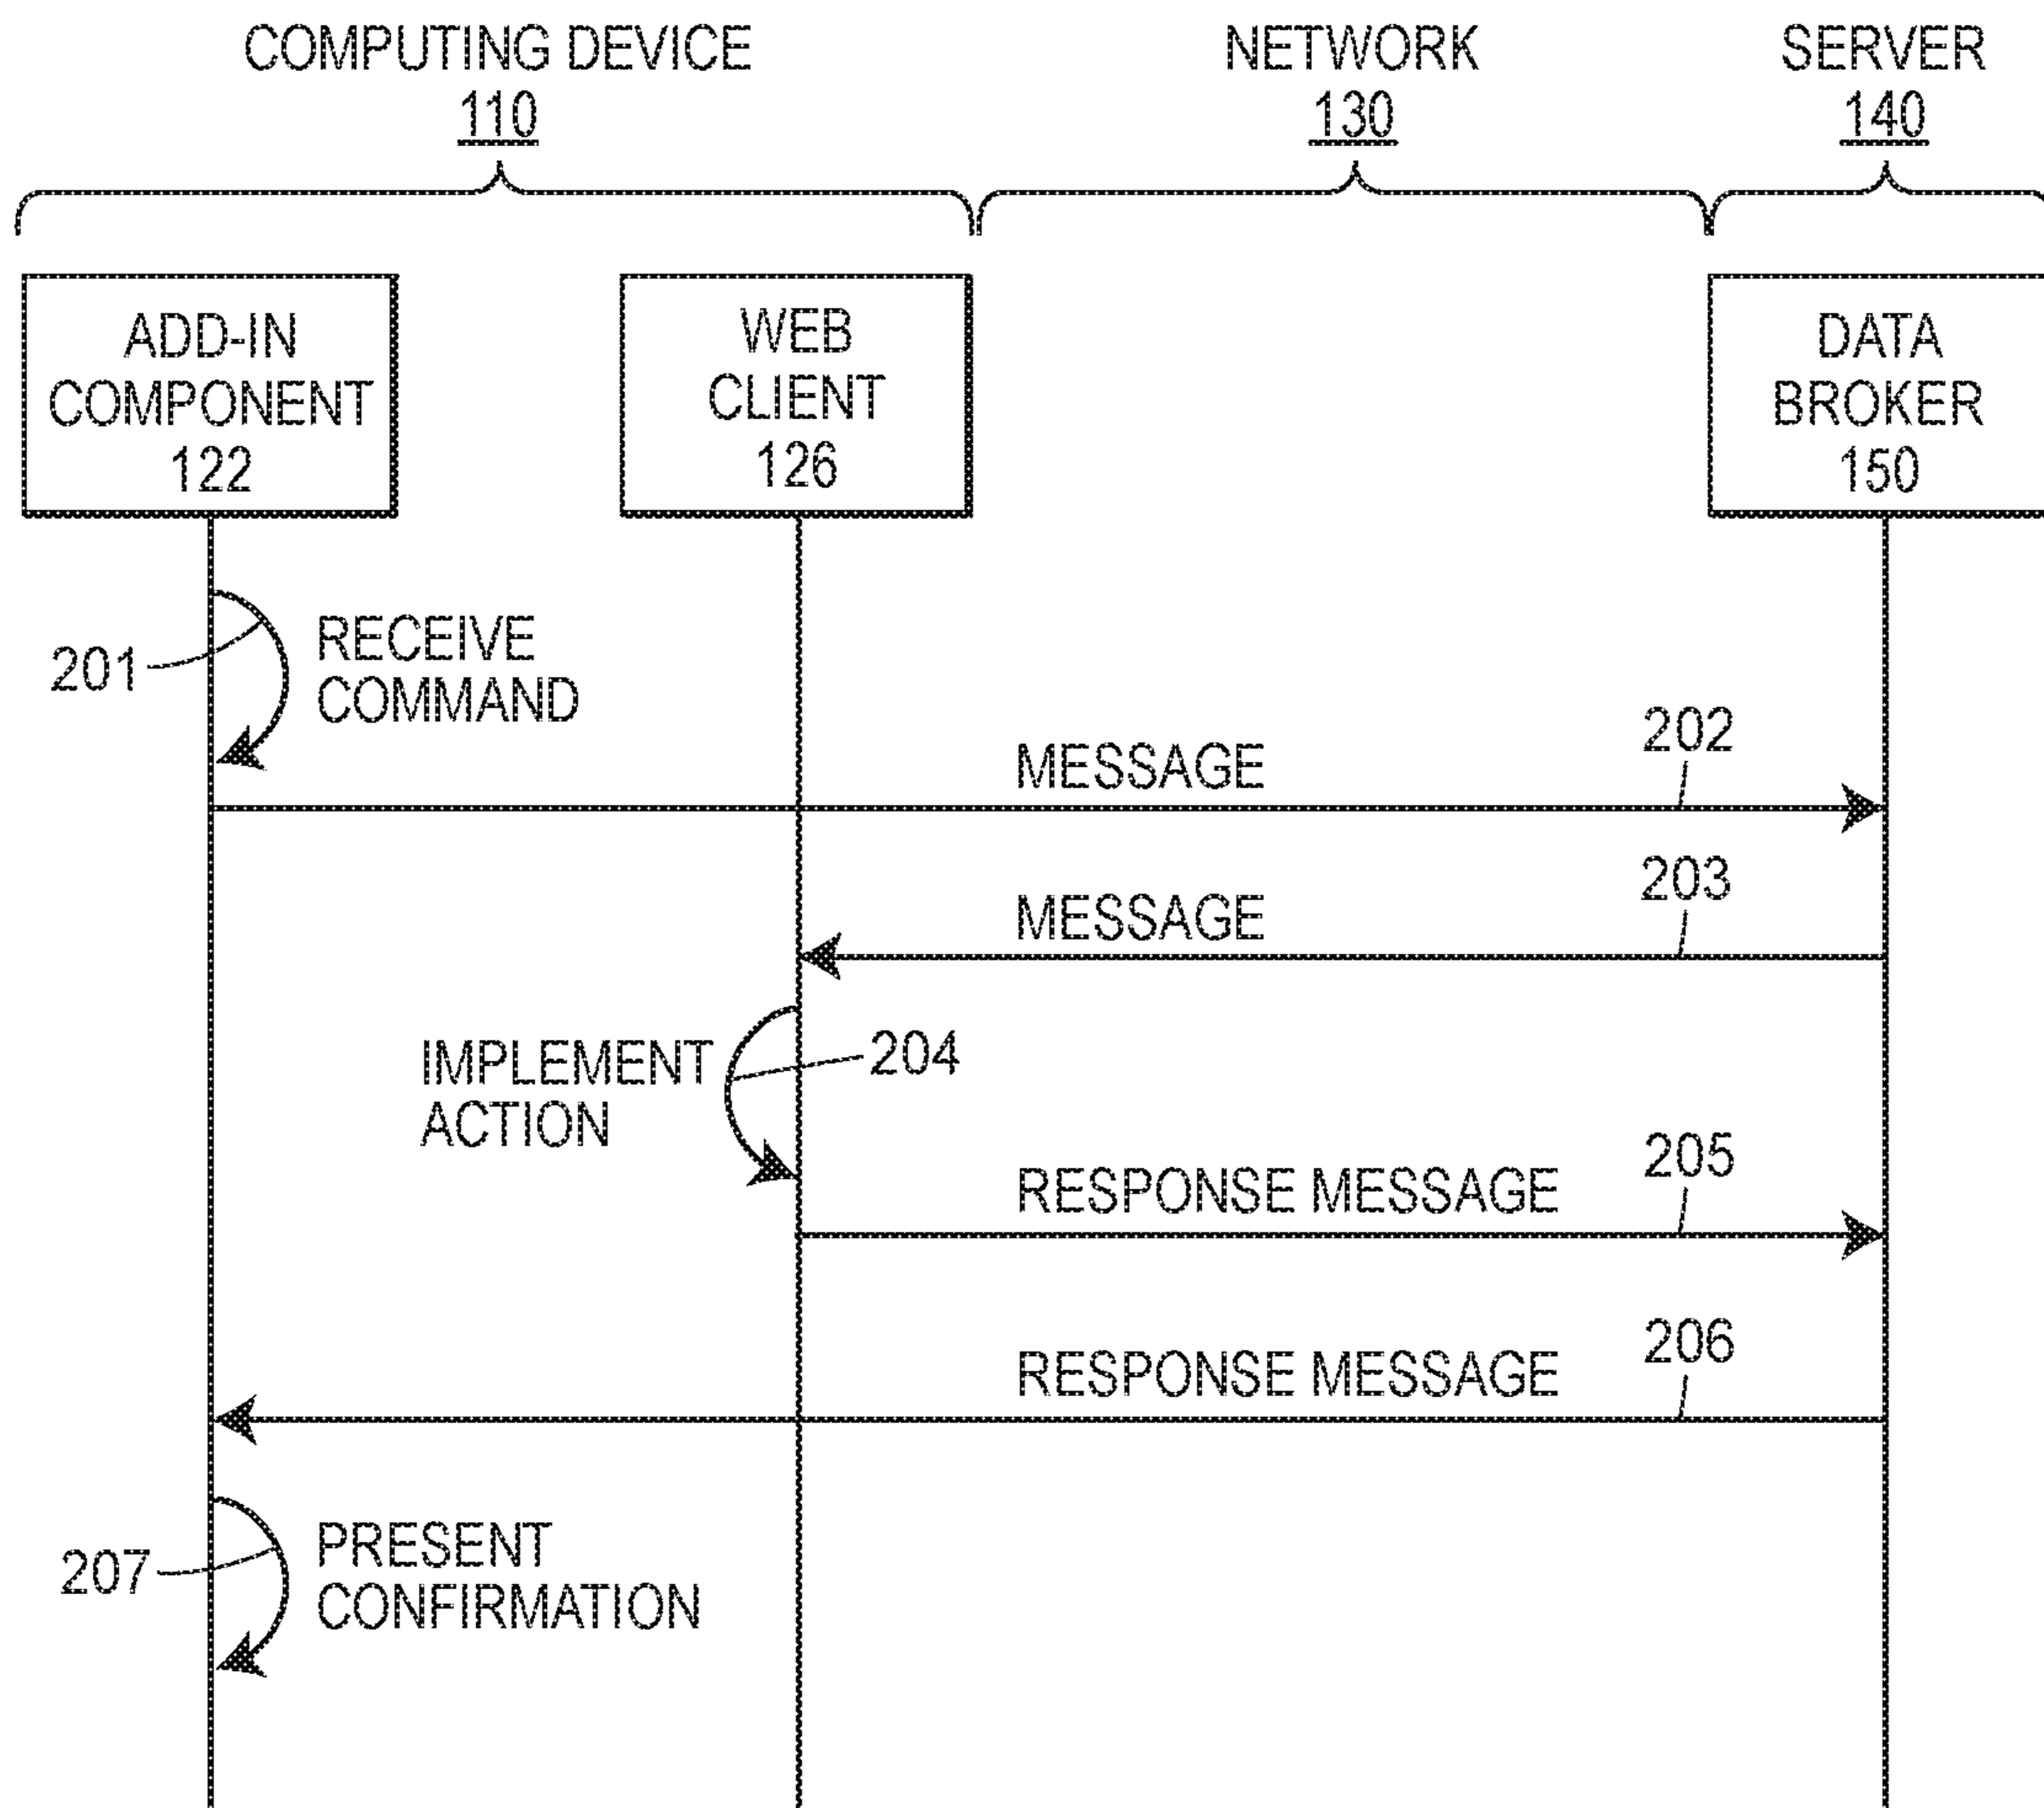 COMPUTING DEVICE
110
NETWORK
130
SERVER
140
ADD-IN
COMPONENT
122
WEB
CLIENT
126
DATA
BROKER
150
201
RECEIVE
COMMAND
MESSAGE
202
MESSAGE
203
IMPLEMENT
ACTION
204
RESPONSE MESSAGE
205
RESPONSE MESSAGE
206
207
PRESENT
CONFIRMATION